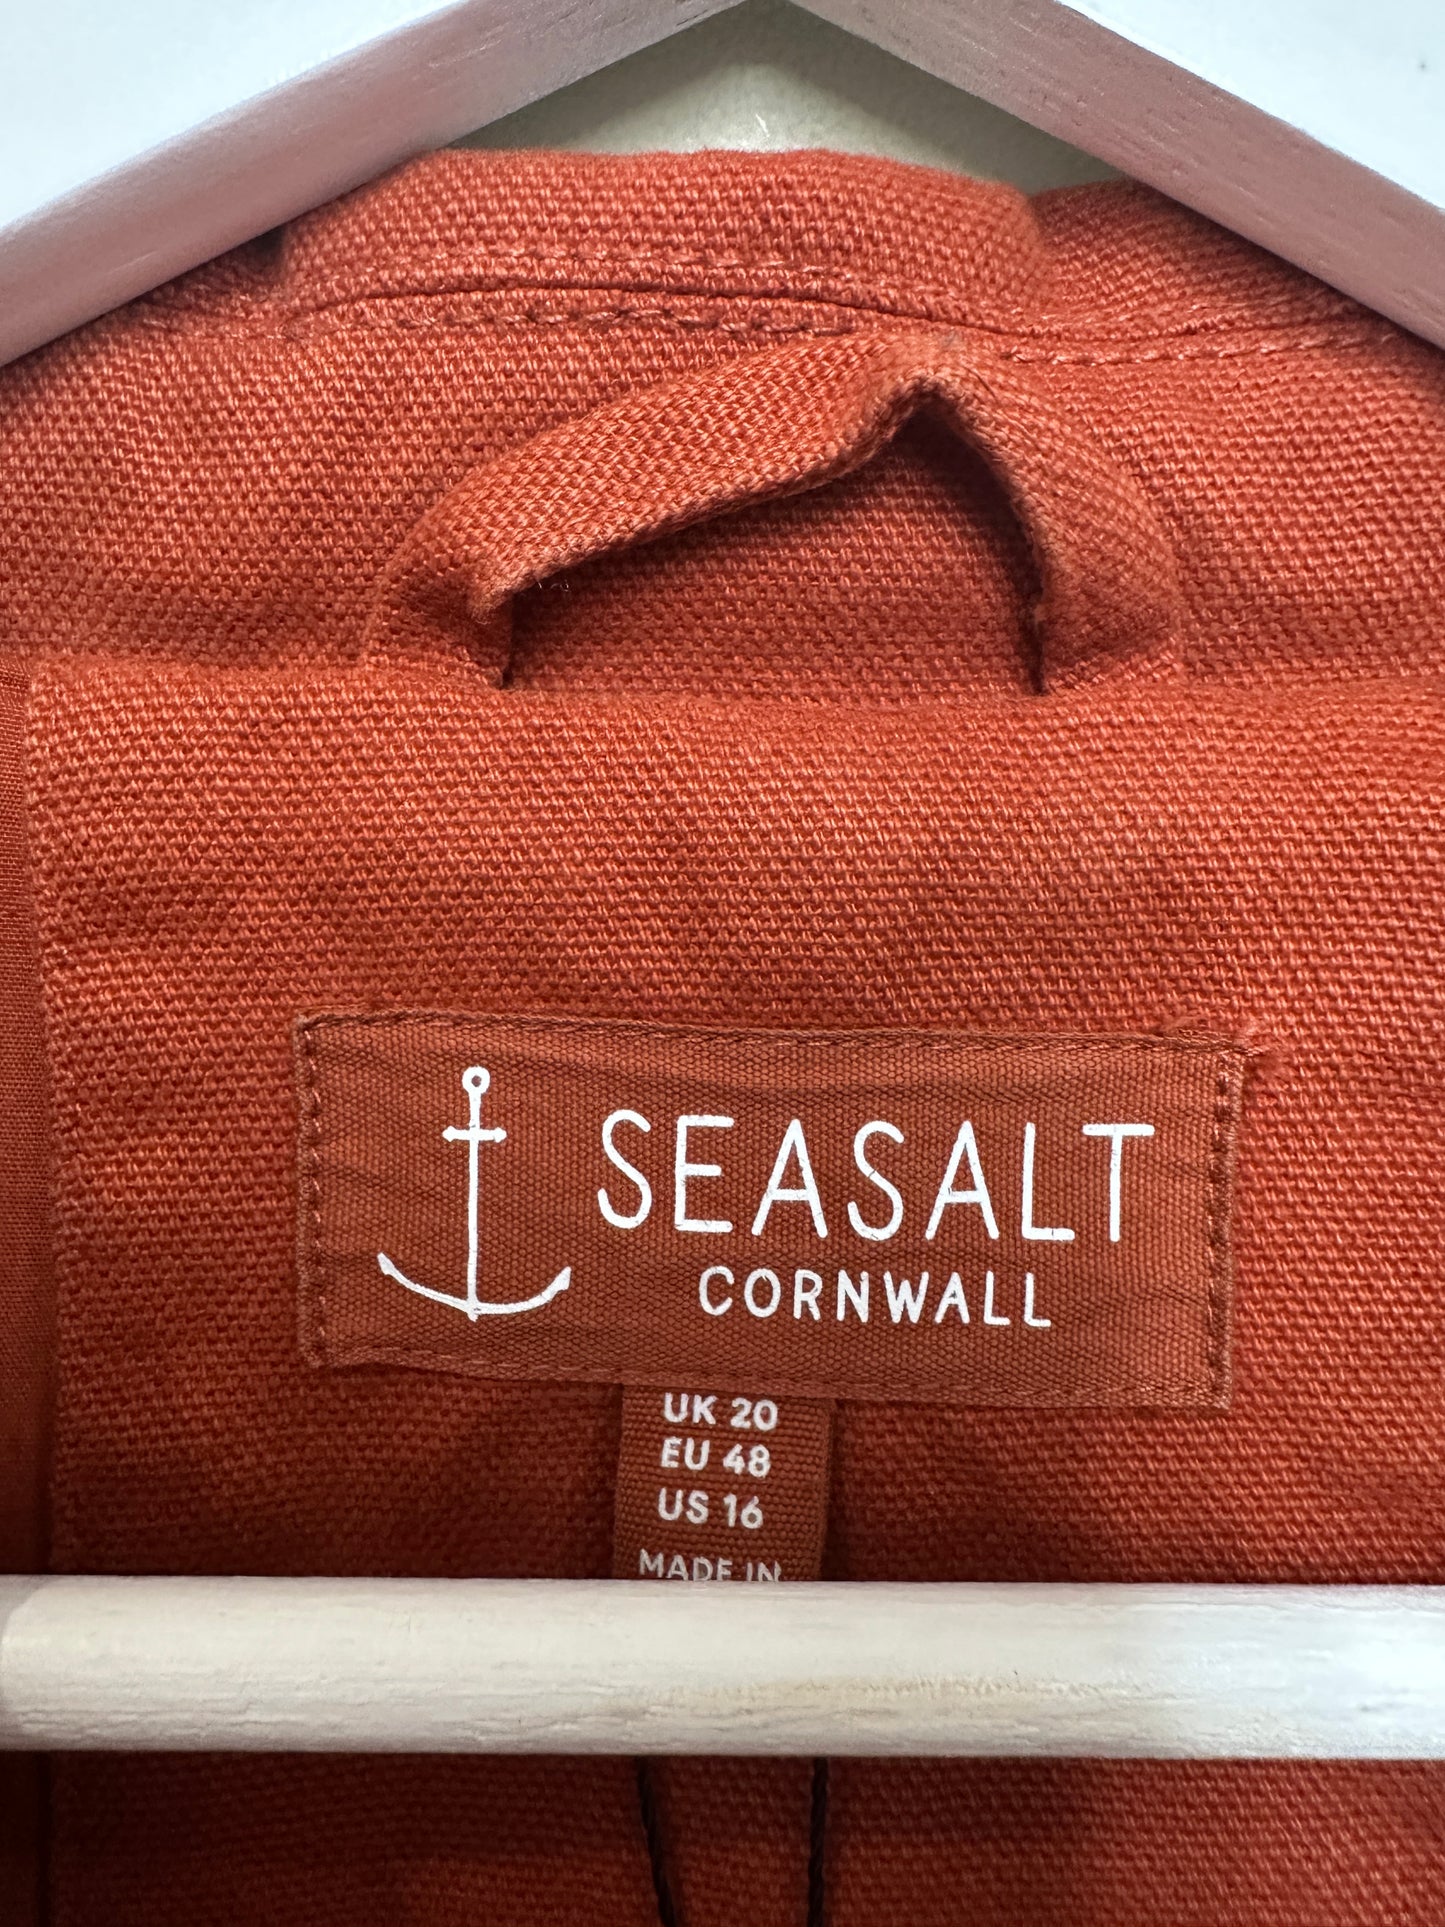 SEASALT
CORNWALL
UK 20
EU 48
US 16
MADE IN